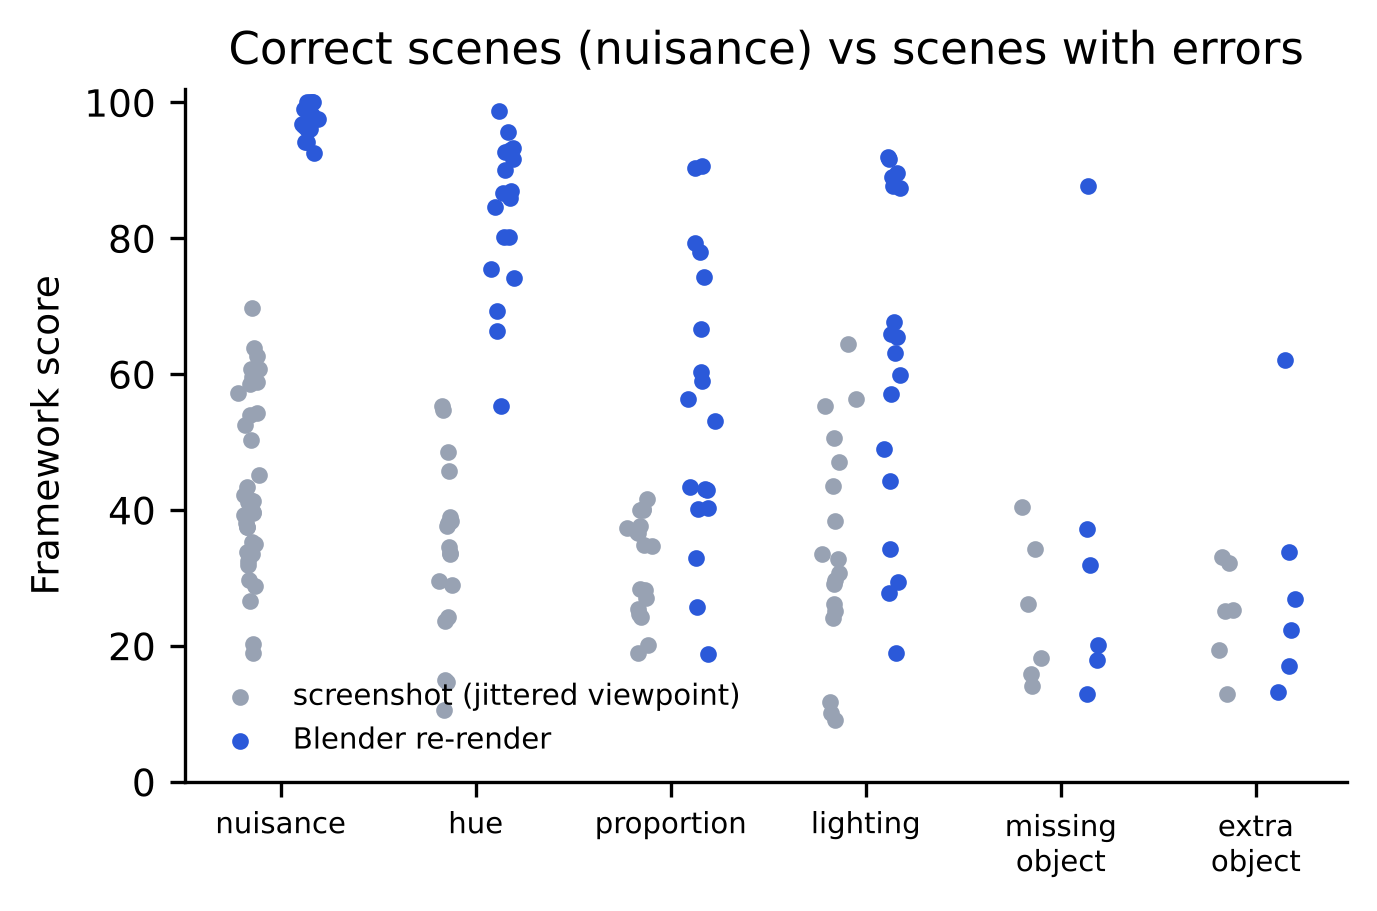 Correct scenes (nuisance) vs scenes with errors
Framework score
100
80
60
40
20
0
screenshot (jittered viewpoint)
Blender re-render
nuisance
hue
proportion
lighting
missing
object
extra
object